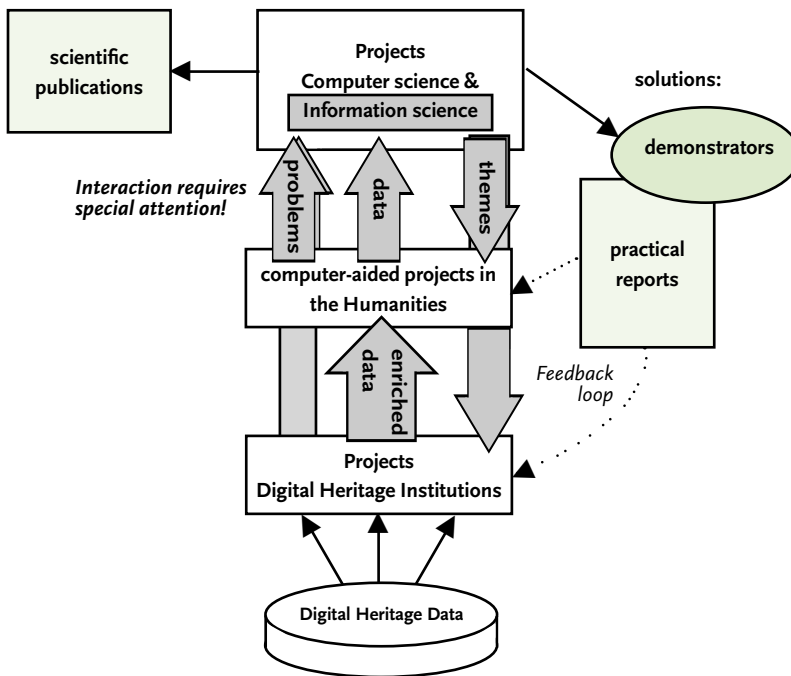 scientific
publications
Projects
Computer science &
Information science
solutions:
demonstrators
practical
reports
Interaction requires
special attention!
problems
data
themes
computer-aided projects in
the Humanities
enriched
data
Feedback
loop
Projects
Digital Heritage Institutions
Digital Heritage Data